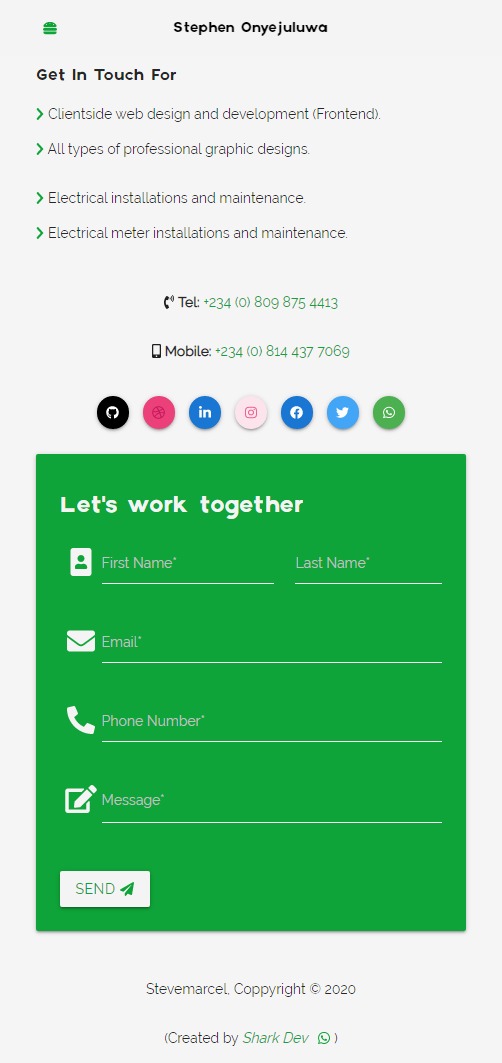 Stephen Onyejuluwa
Get In Touch For
Clientside web design and development (Frontend).
All types of professional graphic designs.
Electrical installations and maintenance.
Electrical meter installations and maintenance.
Tel: +234 (0) 809 875 4413
Mobile: +234 (0) 814 437 7069
Let's work together
First Name* Last Name*
Email*
Phone Number*
Message*
SEND
Stevemarcel, Coppyright © 2020
(Created by Shark Dev )